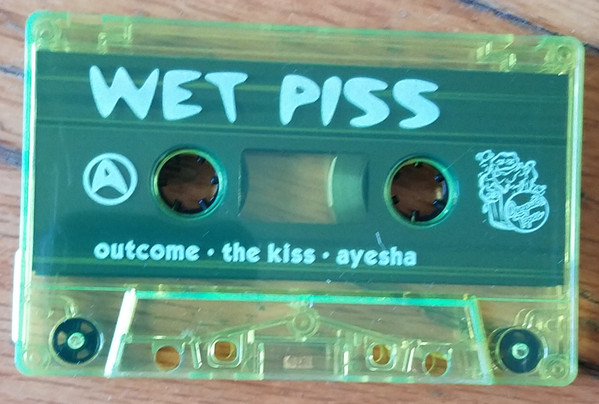 WET PISS
A
outcome · the kiss · ayesha